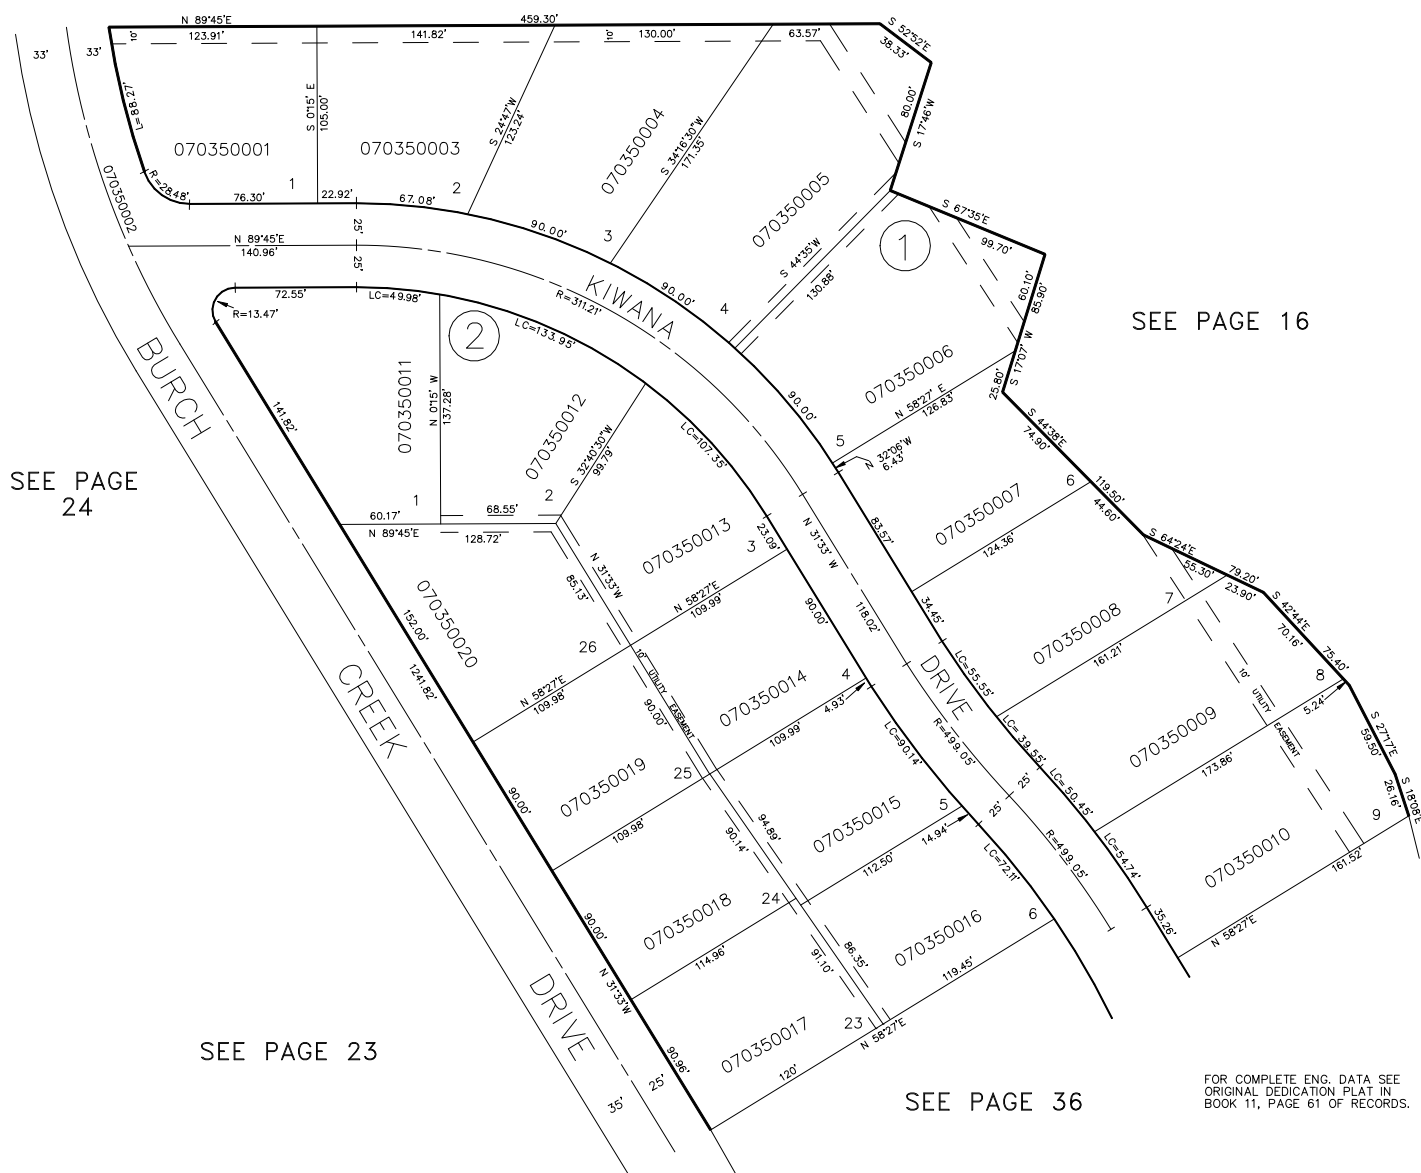 N 89°45'E
459.30'
S 52°52'E
38.33'
33'
33'
10'
123.91'
141.82'
10'
130.00'
63.57'
L=88.27'
S 0°15' E
105.00'
S 24°47'W
123.24'
S 34°16'30"W
171.35'
80.00'
S 17°46'W
070350001
070350003
070350004
070350005
070350002
R=28.48'
76.30'
1
22.92'
67.08'
2
90.00'
3
25'
25'
N 89°45'E
140.96'
S 44°35'W
130.88'
1
S 67°35'E
99.70'
60.10'
85.90'
S 17°07' W
25.80'
72.55'
R=13.47'
LC=49.98'
2
LC=133.95'
R=311.21'
KIWANA
90.00'
4
SEE PAGE 16
BURCH
141.82'
070350011
N 0°15' W
137.28'
070350012
S 32°40'30"W
99.79'
LC=107.35'
90.00'
5
070350006
N 58°27' E
126.83'
N 32°06'W
6.43'
S 44°38'E
74.90'
119.50'
44.60'
SEE PAGE
24
1
2
60.17'
68.55'
N 89°45'E
128.72'
070350013
3
23.09'
N 31°33' W
83.57'
070350007
6
124.36'
S 64°24'E
55.30'
79.20'
23.90'
N 31°33'W
85.13'
N 58°27'E
109.99'
070350020
152.00'
1241.82'
26
90.00'
118.02'
34.45'
070350008
7
161.21'
S 42°44'E
70.16'
75.40'
8
CREEK
N 58°27'E
109.98'
10'
UTILITY
EASEMENT
90.00'
070350014
4
4.93'
109.99'
DRIVE
LC=55.55'
LC= 39.55'
R=499.05'
LC=90.14'
10'
UTILITY
EASEMENT
5.24'
070350009
173.86'
S 27°17'E
59.50'
S 18°08'E
26.16'
9
070350019
25
90.00'
109.98'
94.89'
90.14'
070350015
5
14.94'
112.50'
25'
25'
LC=50.45'
R=499.05'
LC=54.74'
070350010
161.52'
N 58°27'E
35.26'
070350018
24
90.00'
114.96'
N 31°33'W
070350016
6
LC=72.11'
86.35'
91.10'
119.45'
DRIVE
070350017
23
N 58°27'E
120'
90.96'
25'
35'
SEE PAGE 23
SEE PAGE 36
FOR COMPLETE ENG. DATA SEE
ORIGINAL DEDICATION PLAT IN
BOOK 11, PAGE 61 OF RECORDS.